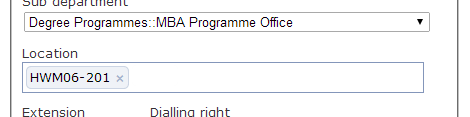 Sub department
Degree Programmes::MBA Programme Office
Location
HWM06-201 ×
Extension Dialling right